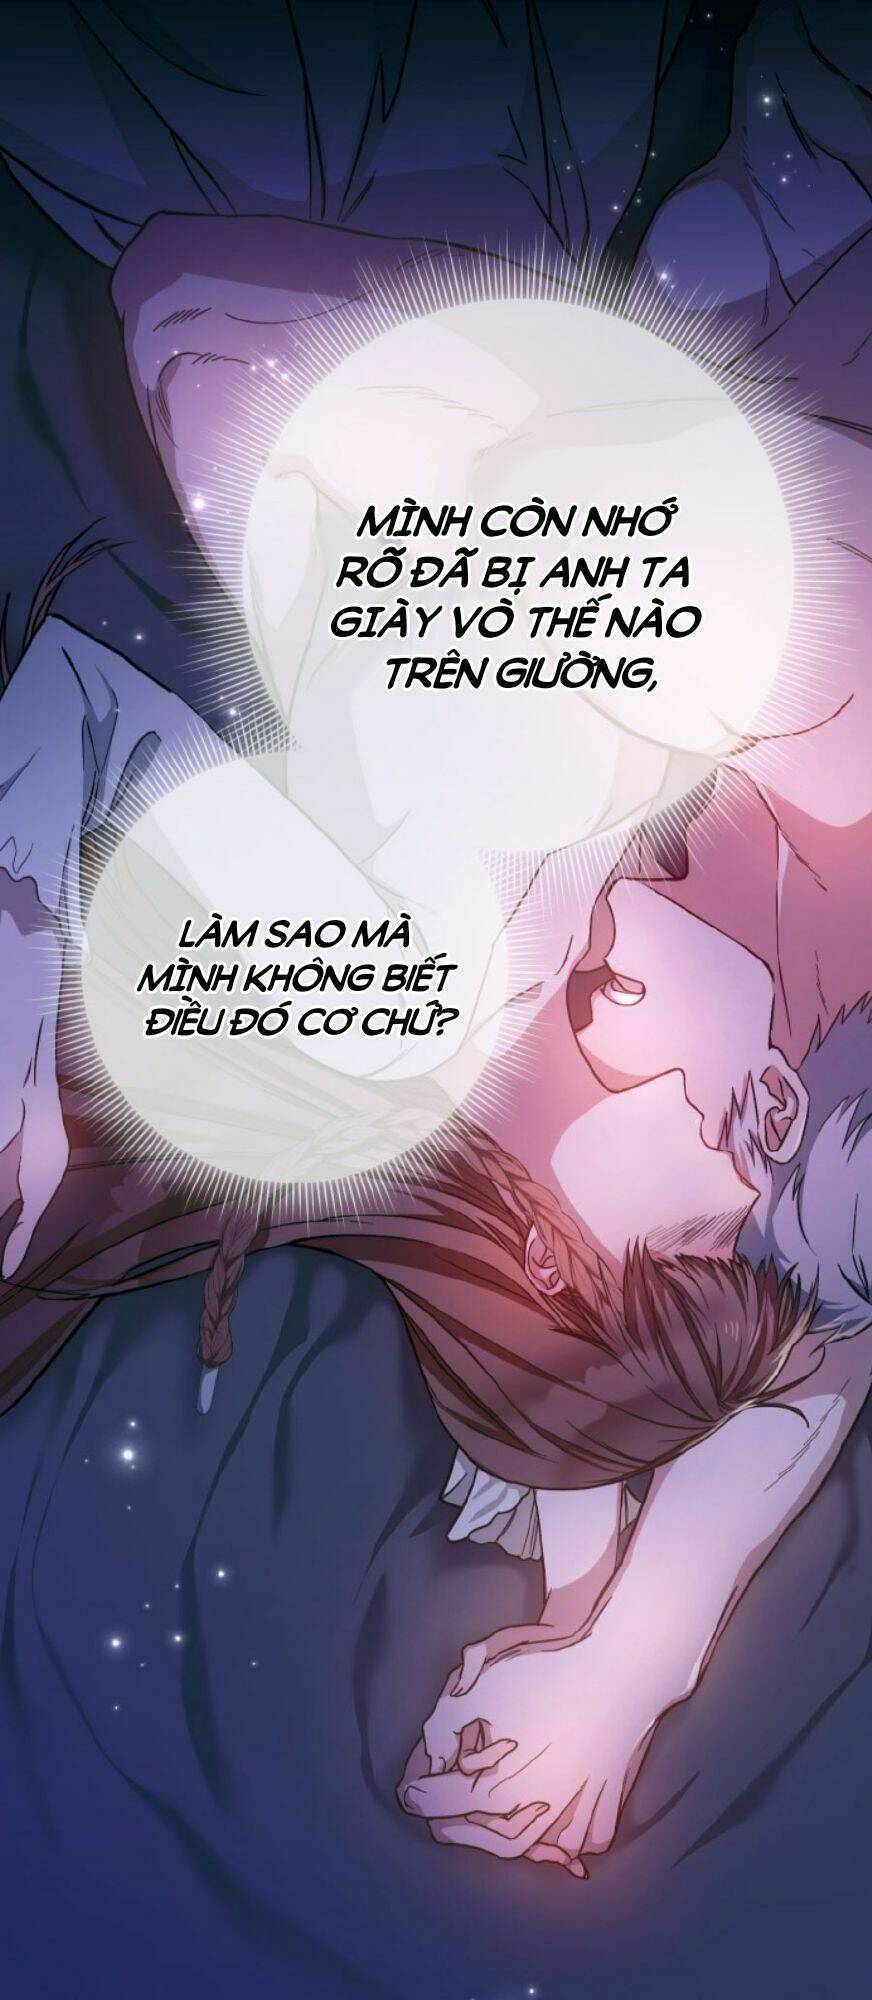 MÌNH CÒN NHỚ
RÕ ĐÃ BỊ ANH TA
GIÀY VÒ THẾ NÀO
TRÊN GIƯỜNG,
LÀM SAO MÀ
MÌNH KHÔNG BIẾT
ĐIỀU ĐÓ CƠ CHỨ?